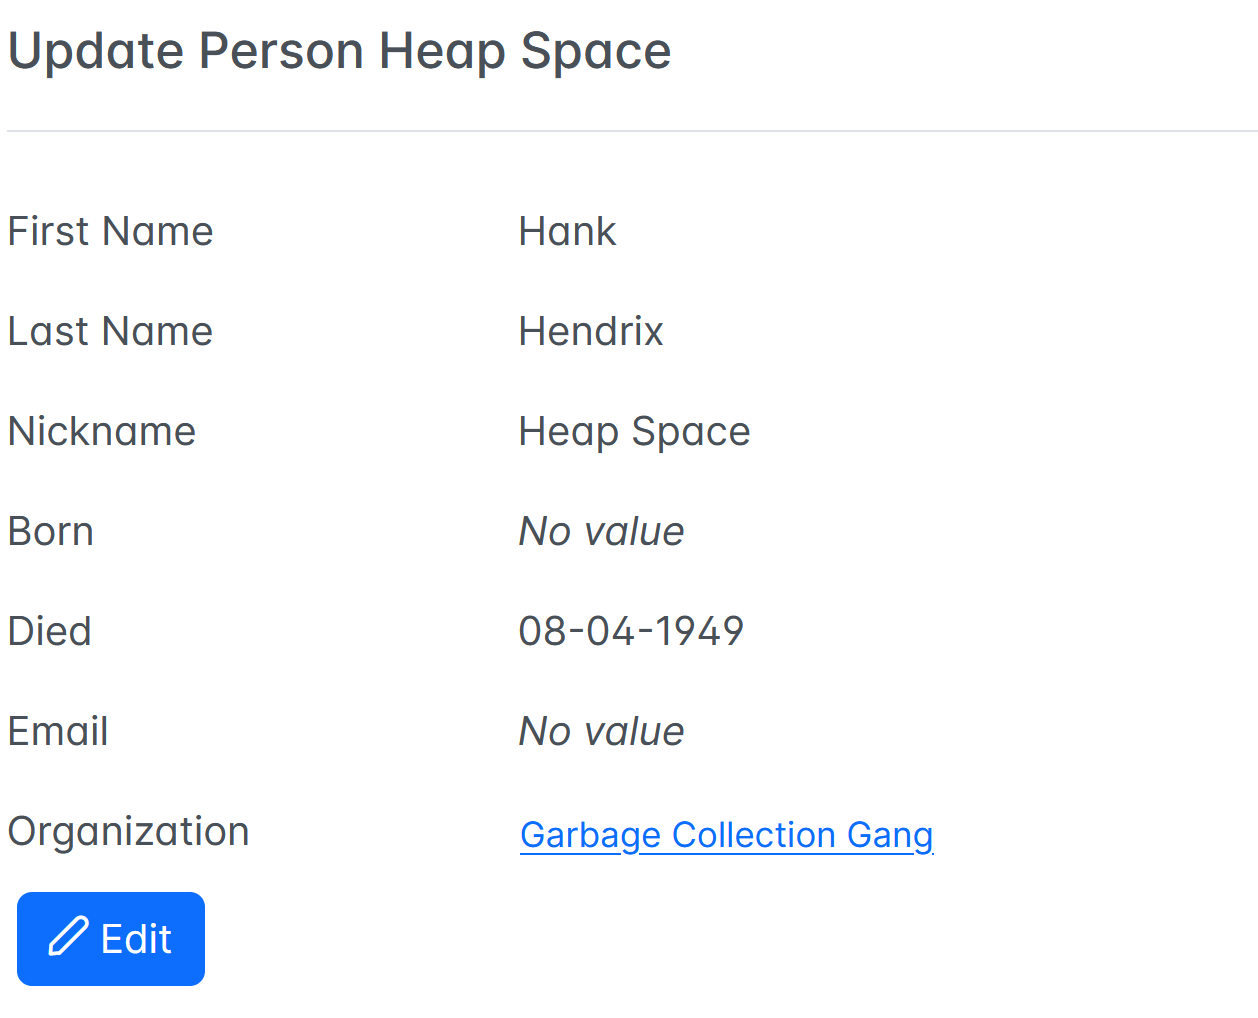 Update Person Heap Space
First Name Hank
Last Name Hendrix
Nickname Heap Space
Born No value
Died 08-04-1949
Email No value
Organization Garbage Collection Gang
Edit